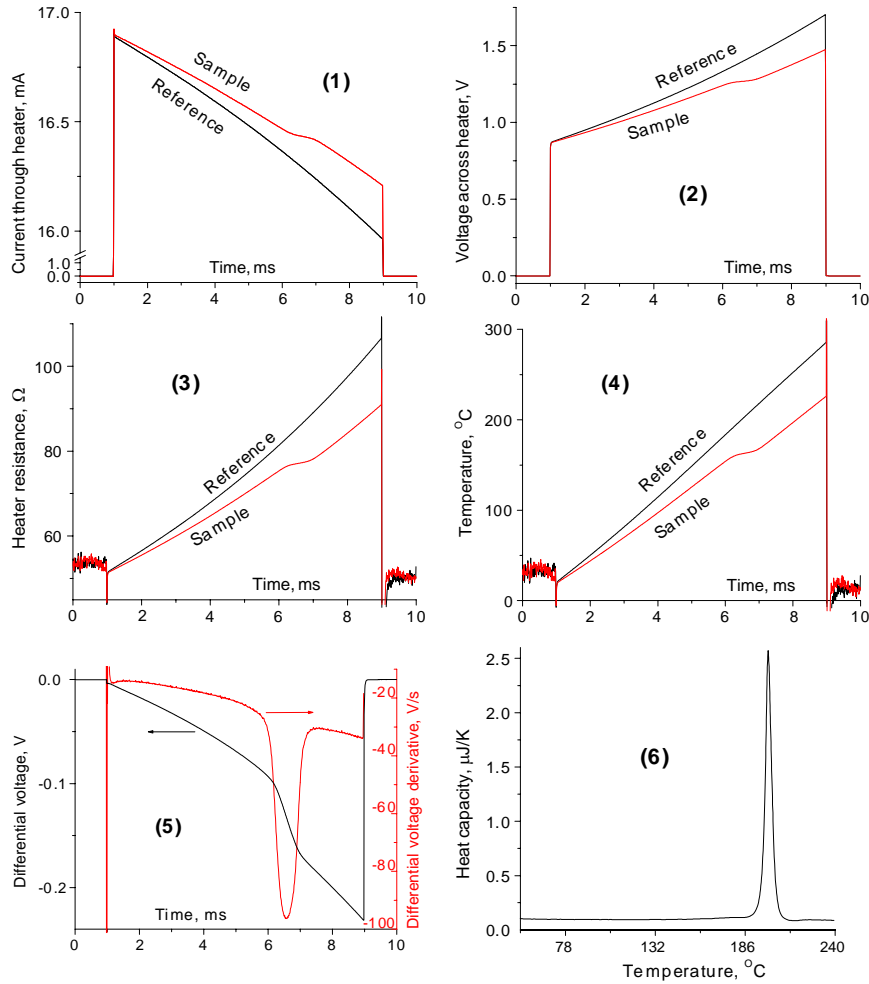 Current through heater, mA
16.5
16.0
1.0
0.0
Sample
Reference
(1)
Time, ms
0 2 4 6 8 10
Voltage across heater, V
1.5
1.0
0.5
0.0
Reference
Sample
(2)
Time, ms
0 2 4 6 8 10
Heater resistance, Ω
100
80
60
(3)
Reference
Sample
Time, ms
0 2 4 6 8 10
Temperature, °C
300
200
100
0
(4)
Reference
Sample
Time, ms
0 2 4 6 8 10
Differential voltage, V
0.0
-0.1
-0.2
(5)
Time, ms
0 2 4 6 8 10
-20
-40
-60
-80
-100
Differential voltage derivative, V/s
Heat capacity, μJ/K
2.5
2.0
1.5
1.0
0.5
0.0
(6)
78 132 186 240
Temperature, °C